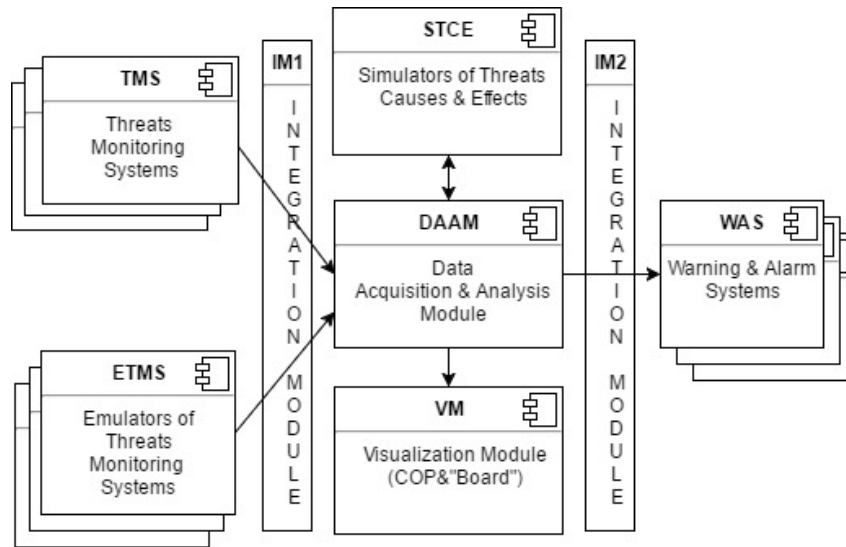 TMS
Threats
Monitoring
Systems
ETMS
Emulators of
Threats
Monitoring
Systems
IM1
INTEGRATION MODULE
STCE
Simulators of Threats
Causes & Effects
DAAM
Data
Acquisition & Analysis
Module
VM
Visualization Module
(COP&"Board")
IM2
INTEGRATION MODULE
WAS
Warning & Alarm
Systems